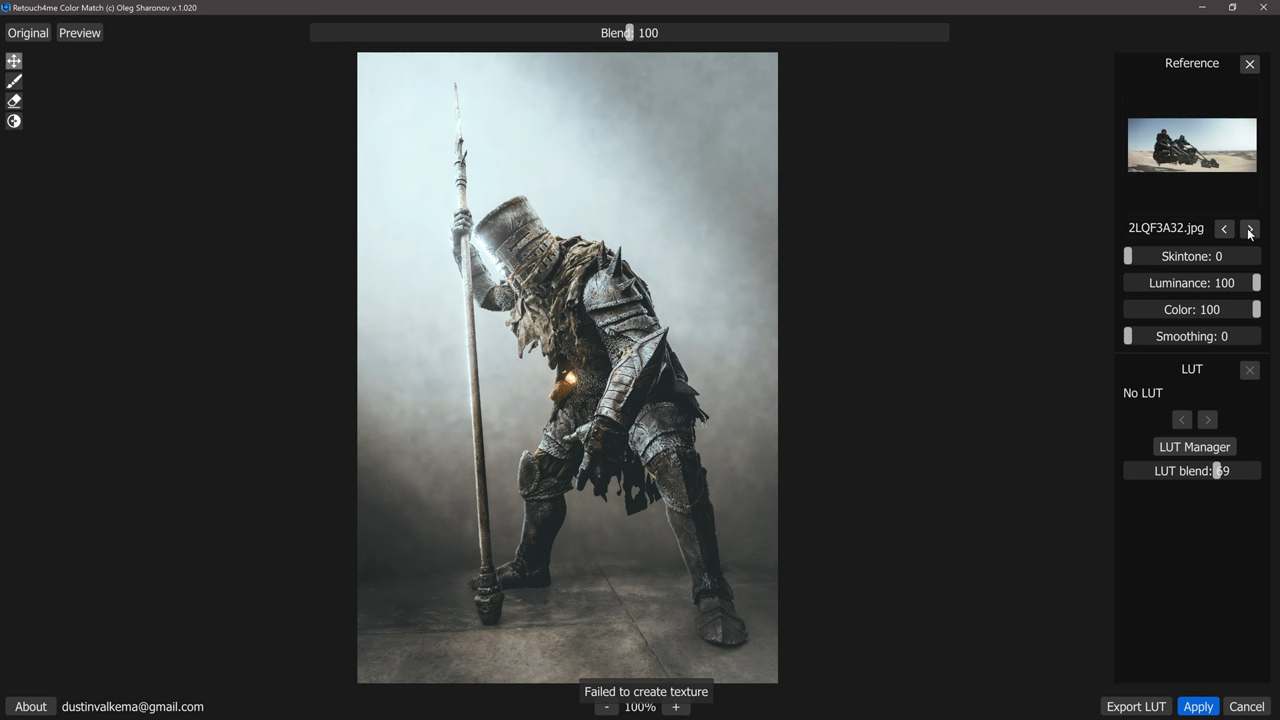 Retouch4me Color Match (c) Oleg Sharonov v.1.020
Original Preview
Blend: 100
Reference
2LQF3A32.jpg
Skintone: 0
Luminance: 100
Color: 100
Smoothing: 0
LUT
No LUT
LUT Manager
LUT blend: 69
Failed to create texture
About dustinvalkema@gmail.com
- 100% +
Export LUT Apply Cancel